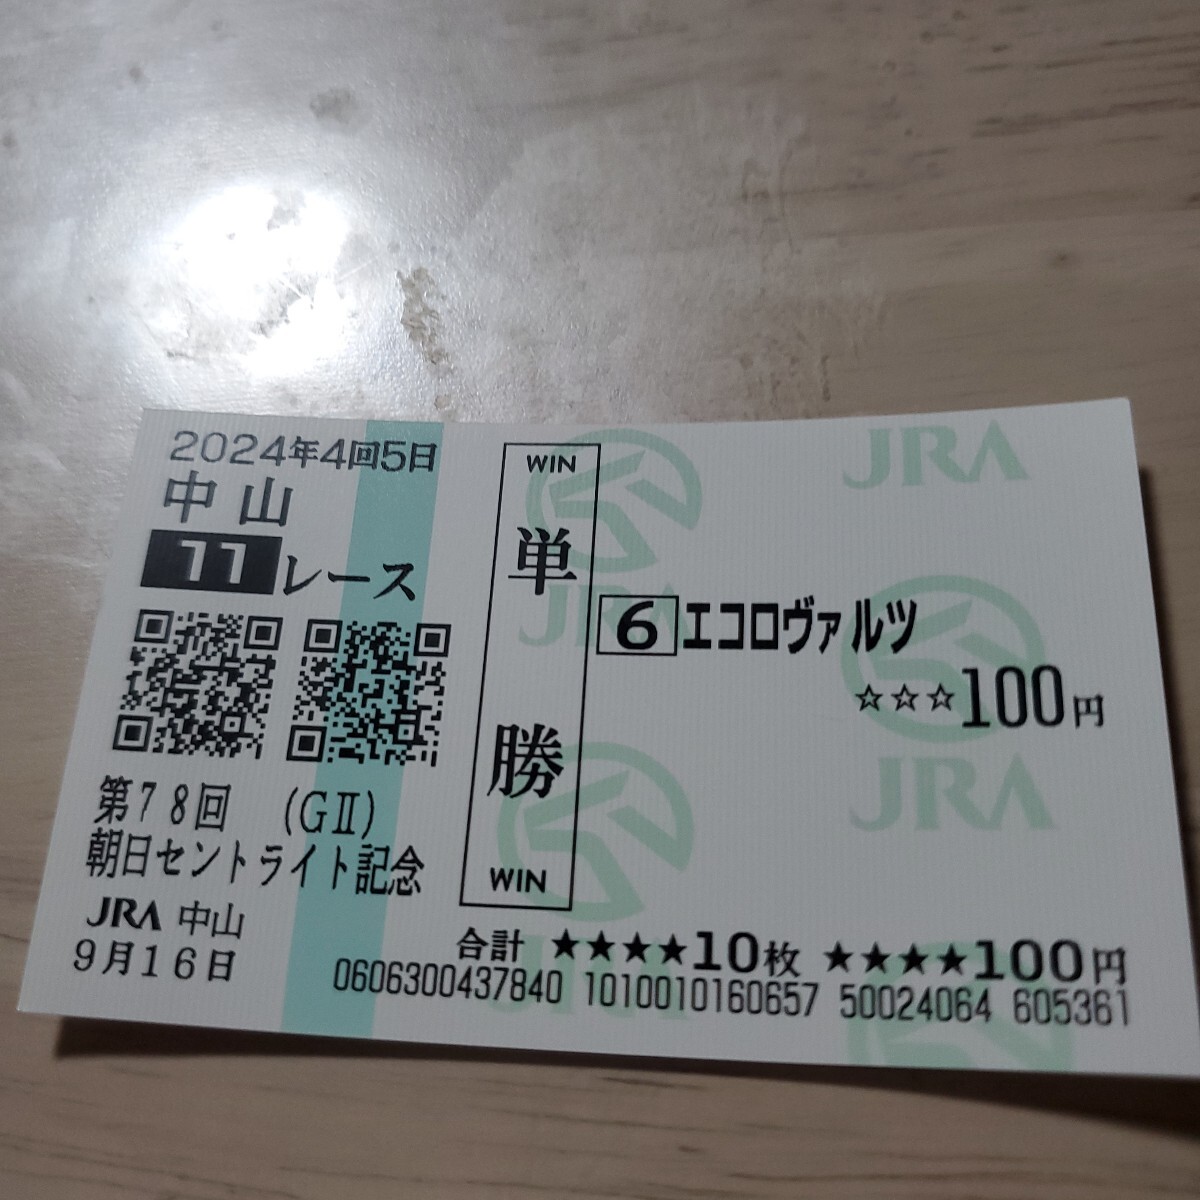 2024年4回5日
中山
11レース
第78回 (GⅡ)
朝日セントライト記念
JRA 中山
9月16日
WIN
単勝
WIN
6 エコロヴァルツ
☆☆☆100円
合計 ★★★★10枚 ★★★★100円
0606300437840 1010010160657 50024064 605361
JRA
JRA
JRA
JRA